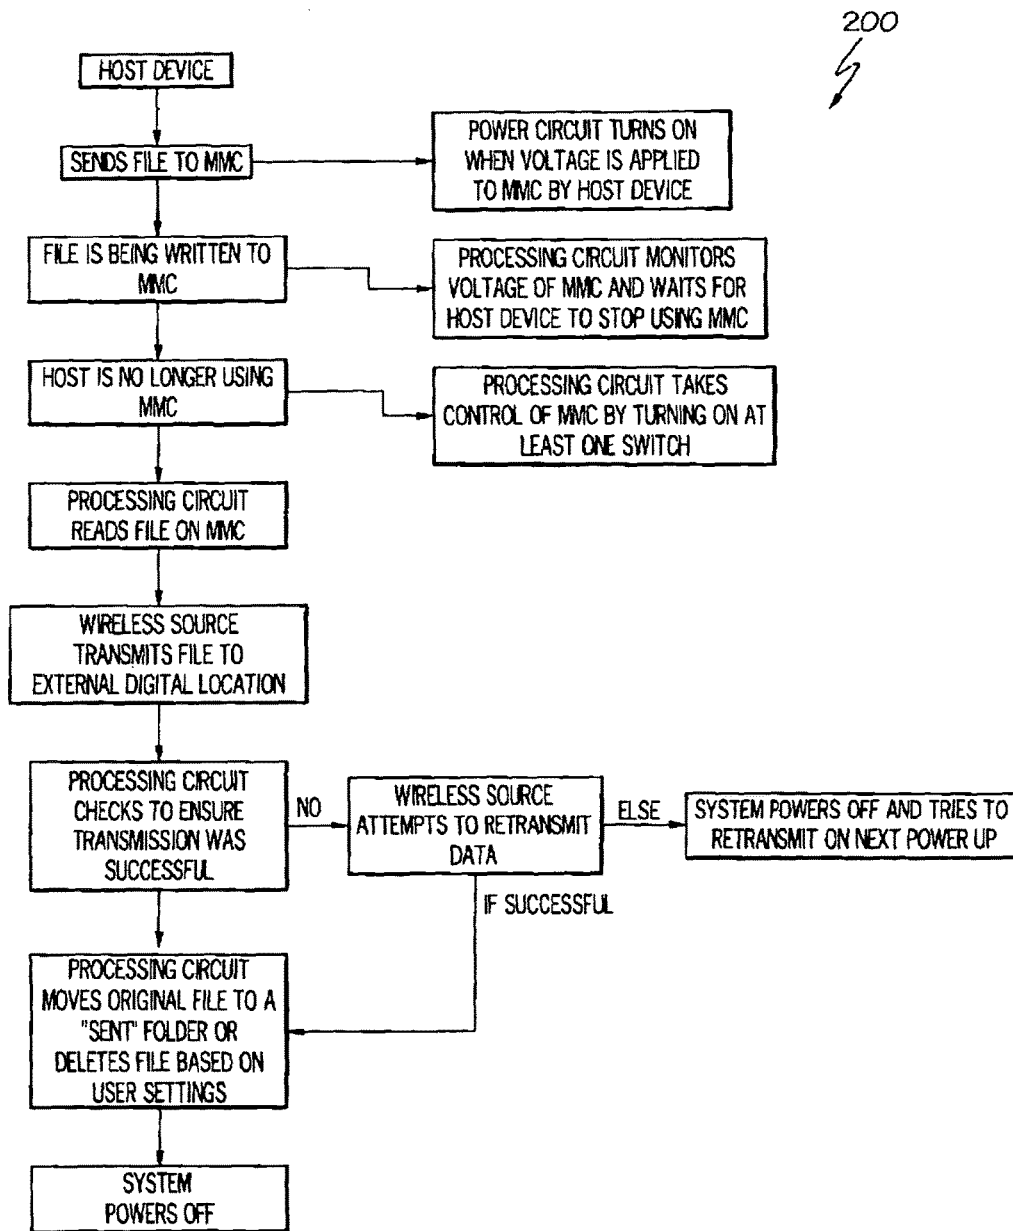 200
HOST DEVICE
SENDS FILE TO MMC
POWER CIRCUIT TURNS ON
WHEN VOLTAGE IS APPLIED
TO MMC BY HOST DEVICE
FILE IS BEING WRITTEN TO
MMC
PROCESSING CIRCUIT MONITORS
VOLTAGE OF MMC AND WAITS FOR
HOST DEVICE TO STOP USING MMC
HOST IS NO LONGER USING
MMC
PROCESSING CIRCUIT TAKES
CONTROL OF MMC BY TURNING ON AT
LEAST ONE SWITCH
PROCESSING CIRCUIT
READS FILE ON MMC
WIRELESS SOURCE
TRANSMITS FILE TO
EXTERNAL DIGITAL LOCATION
PROCESSING CIRCUIT
CHECKS TO ENSURE
TRANSMISSION WAS
SUCCESSFUL
NO
WIRELESS SOURCE
ATTEMPTS TO RETRANSMIT
DATA
ELSE
SYSTEM POWERS OFF AND TRIES TO
RETRANSMIT ON NEXT POWER UP
IF SUCCESSFUL
PROCESSING CIRCUIT
MOVES ORIGINAL FILE TO A
"SENT" FOLDER OR
DELETES FILE BASED ON
USER SETTINGS
SYSTEM
POWERS OFF